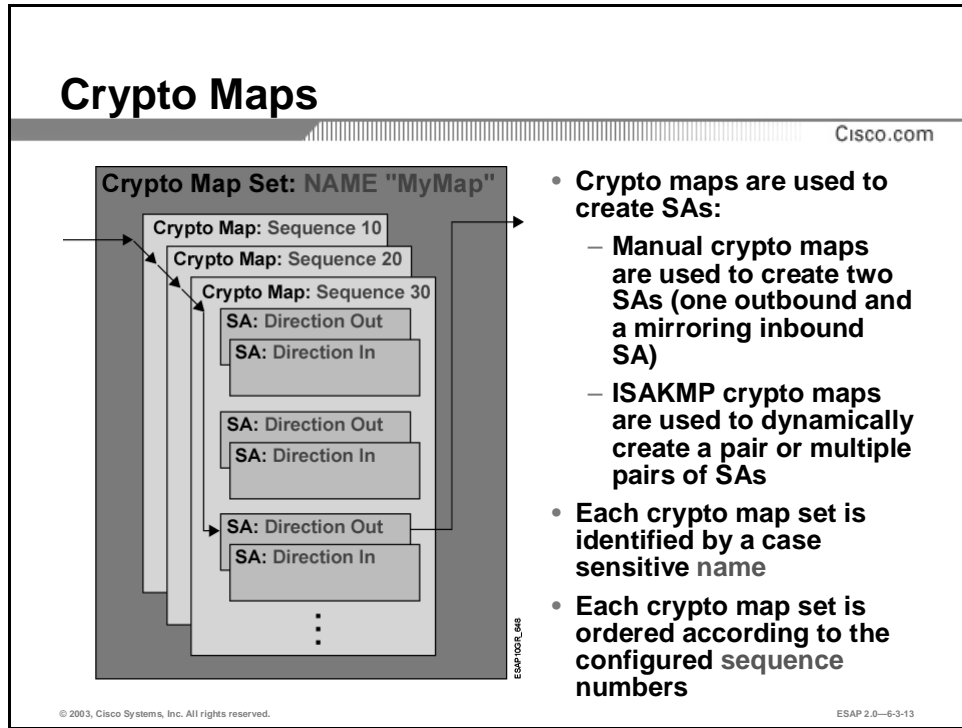 Crypto Maps
Cisco.com
Crypto Map Set: NAME "MyMap"
Crypto Map: Sequence 10
Crypto Map: Sequence 20
Crypto Map: Sequence 30
SA: Direction Out
SA: Direction In
SA: Direction Out
SA: Direction In
SA: Direction Out
SA: Direction In
ESAP10GR_648
• Crypto maps are used to
create SAs:
– Manual crypto maps
are used to create two
SAs (one outbound and
a mirroring inbound
SA)
– ISAKMP crypto maps
are used to dynamically
create a pair or multiple
pairs of SAs
• Each crypto map set is
identified by a case
sensitive name
• Each crypto map set is
ordered according to the
configured sequence
numbers
© 2003, Cisco Systems, Inc. All rights reserved.
ESAP 2.0—6-3-13